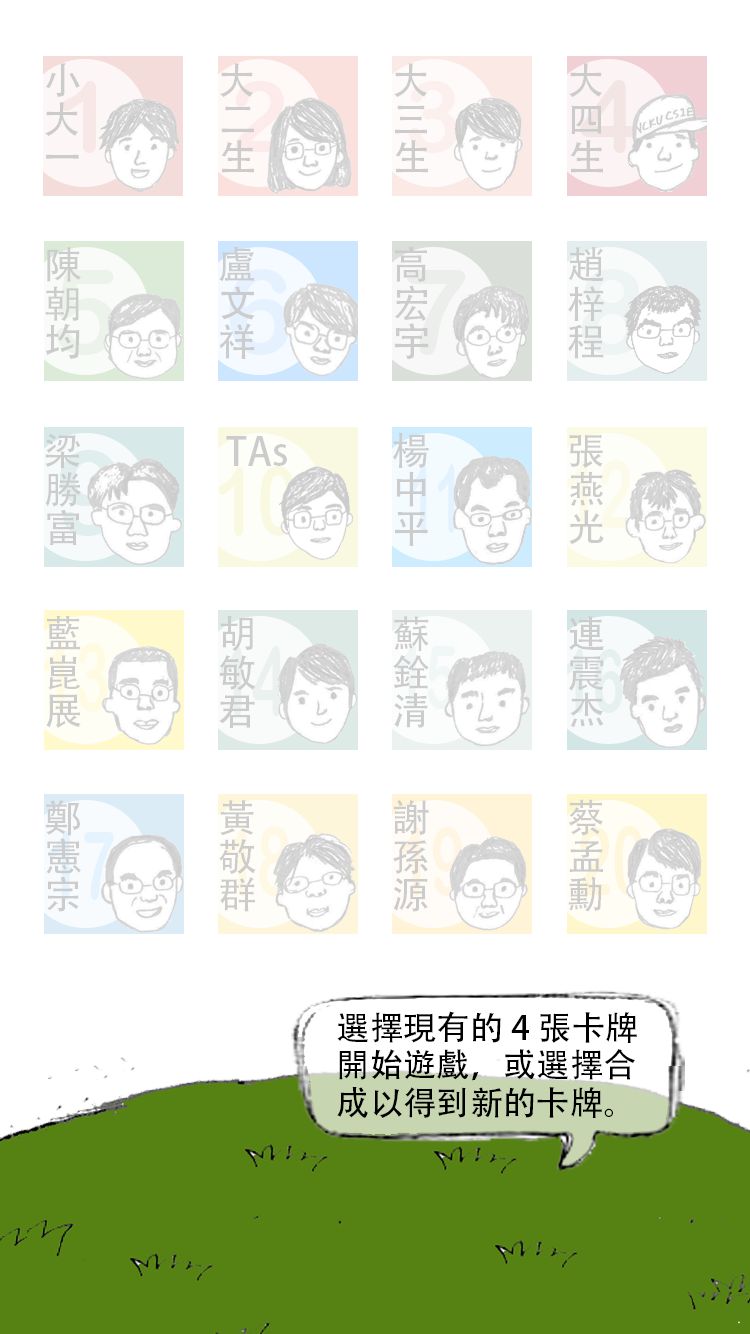 小大一
1
大二生
2
大三生
3
大四生
4
NCKU CSIE
陳朝均
5
盧文祥
6
高宏宇
7
趙梓程
8
梁勝富
9
TAs
10
楊中平
11
張燕光
12
藍崑展
13
胡敏君
14
蘇銓清
15
連震杰
16
鄭憲宗
17
黃敬群
18
謝孫源
19
蔡孟勳
20
選擇現有的 4 張卡牌
開始遊戲，或選擇合
成以得到新的卡牌。